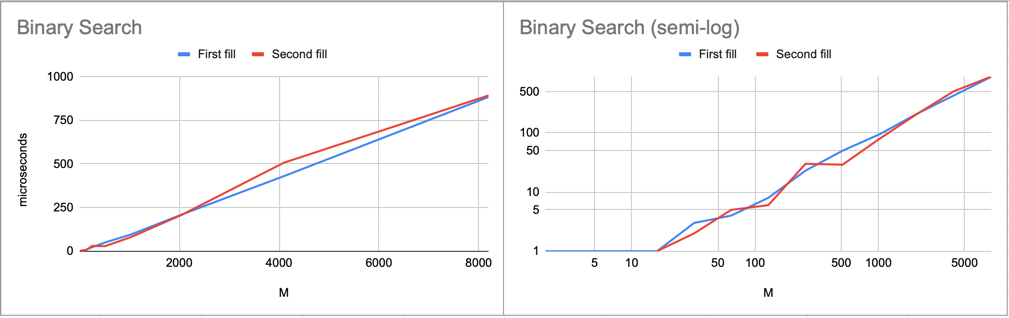 Binary Search
First fill
Second fill
1000
750
500
250
0
microseconds
2000
4000
6000
8000
M
Binary Search (semi-log)
First fill
Second fill
500
100
50
10
5
1
5
10
50
100
500
1000
5000
M